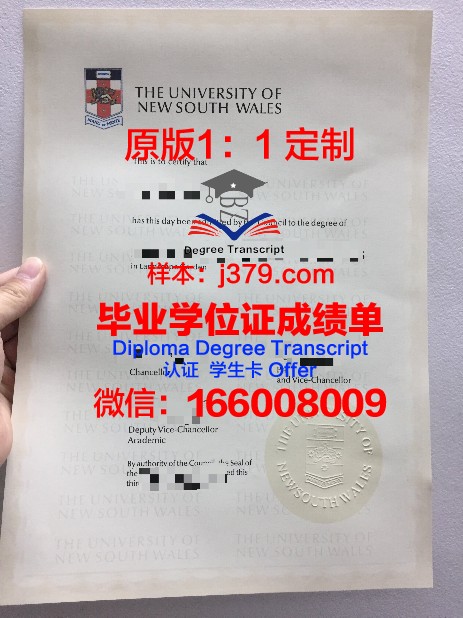 THE UNIVERSITY OF
NEW SOUTH WALES
原版1：1 定制
This is to certify that
has this day been admitted by the Council to the degree of
Degree Transcript
in
样本：j379.com
毕业学位证成绩单
Diploma Degree Transcript
Chancellor
and Vice-Chancellor
认证 学生卡 Offer
微信：166008009
Deputy Vice-Chancellor
Academic
By authority of the Council, the Seal of
the
ed this
THE UNIVERSITY OF
NEW SOUTH WALES